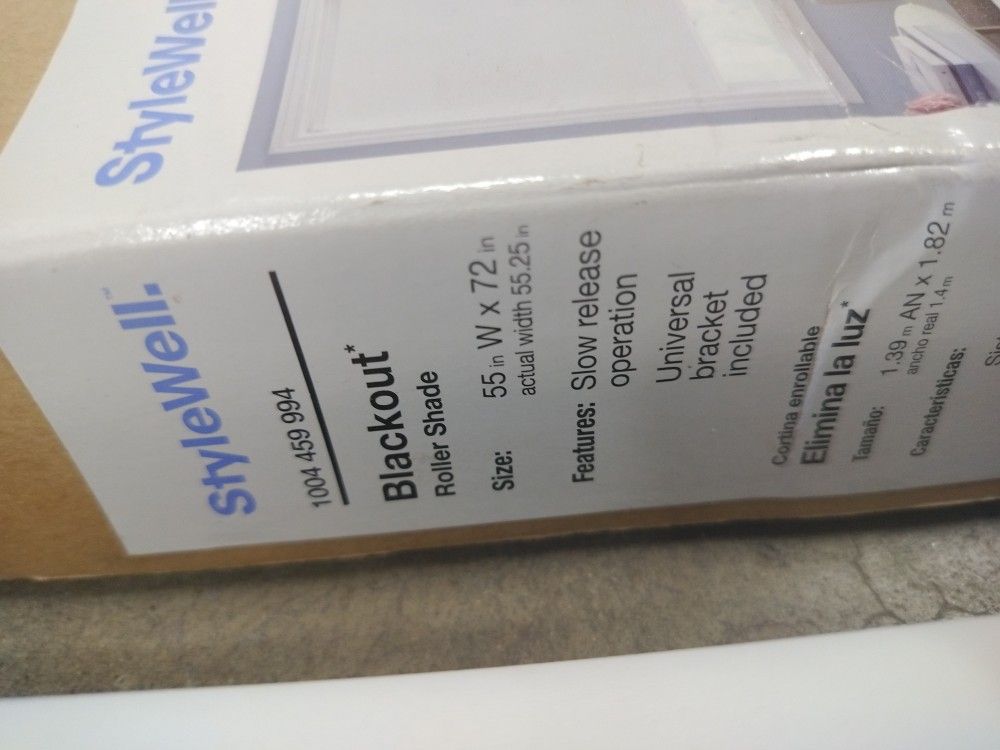 StyleWell
StyleWell.™
1004 459 994
Blackout*
Roller Shade
Size: 55 in W x 72 in
actual width 55.25 in
Features: Slow release
operation
Universal
bracket
included
Cortina enrollable
Elimina la luz*
Tamaño: 1.39 m AN x 1.82 m
ancho real 1.4 m
Características: